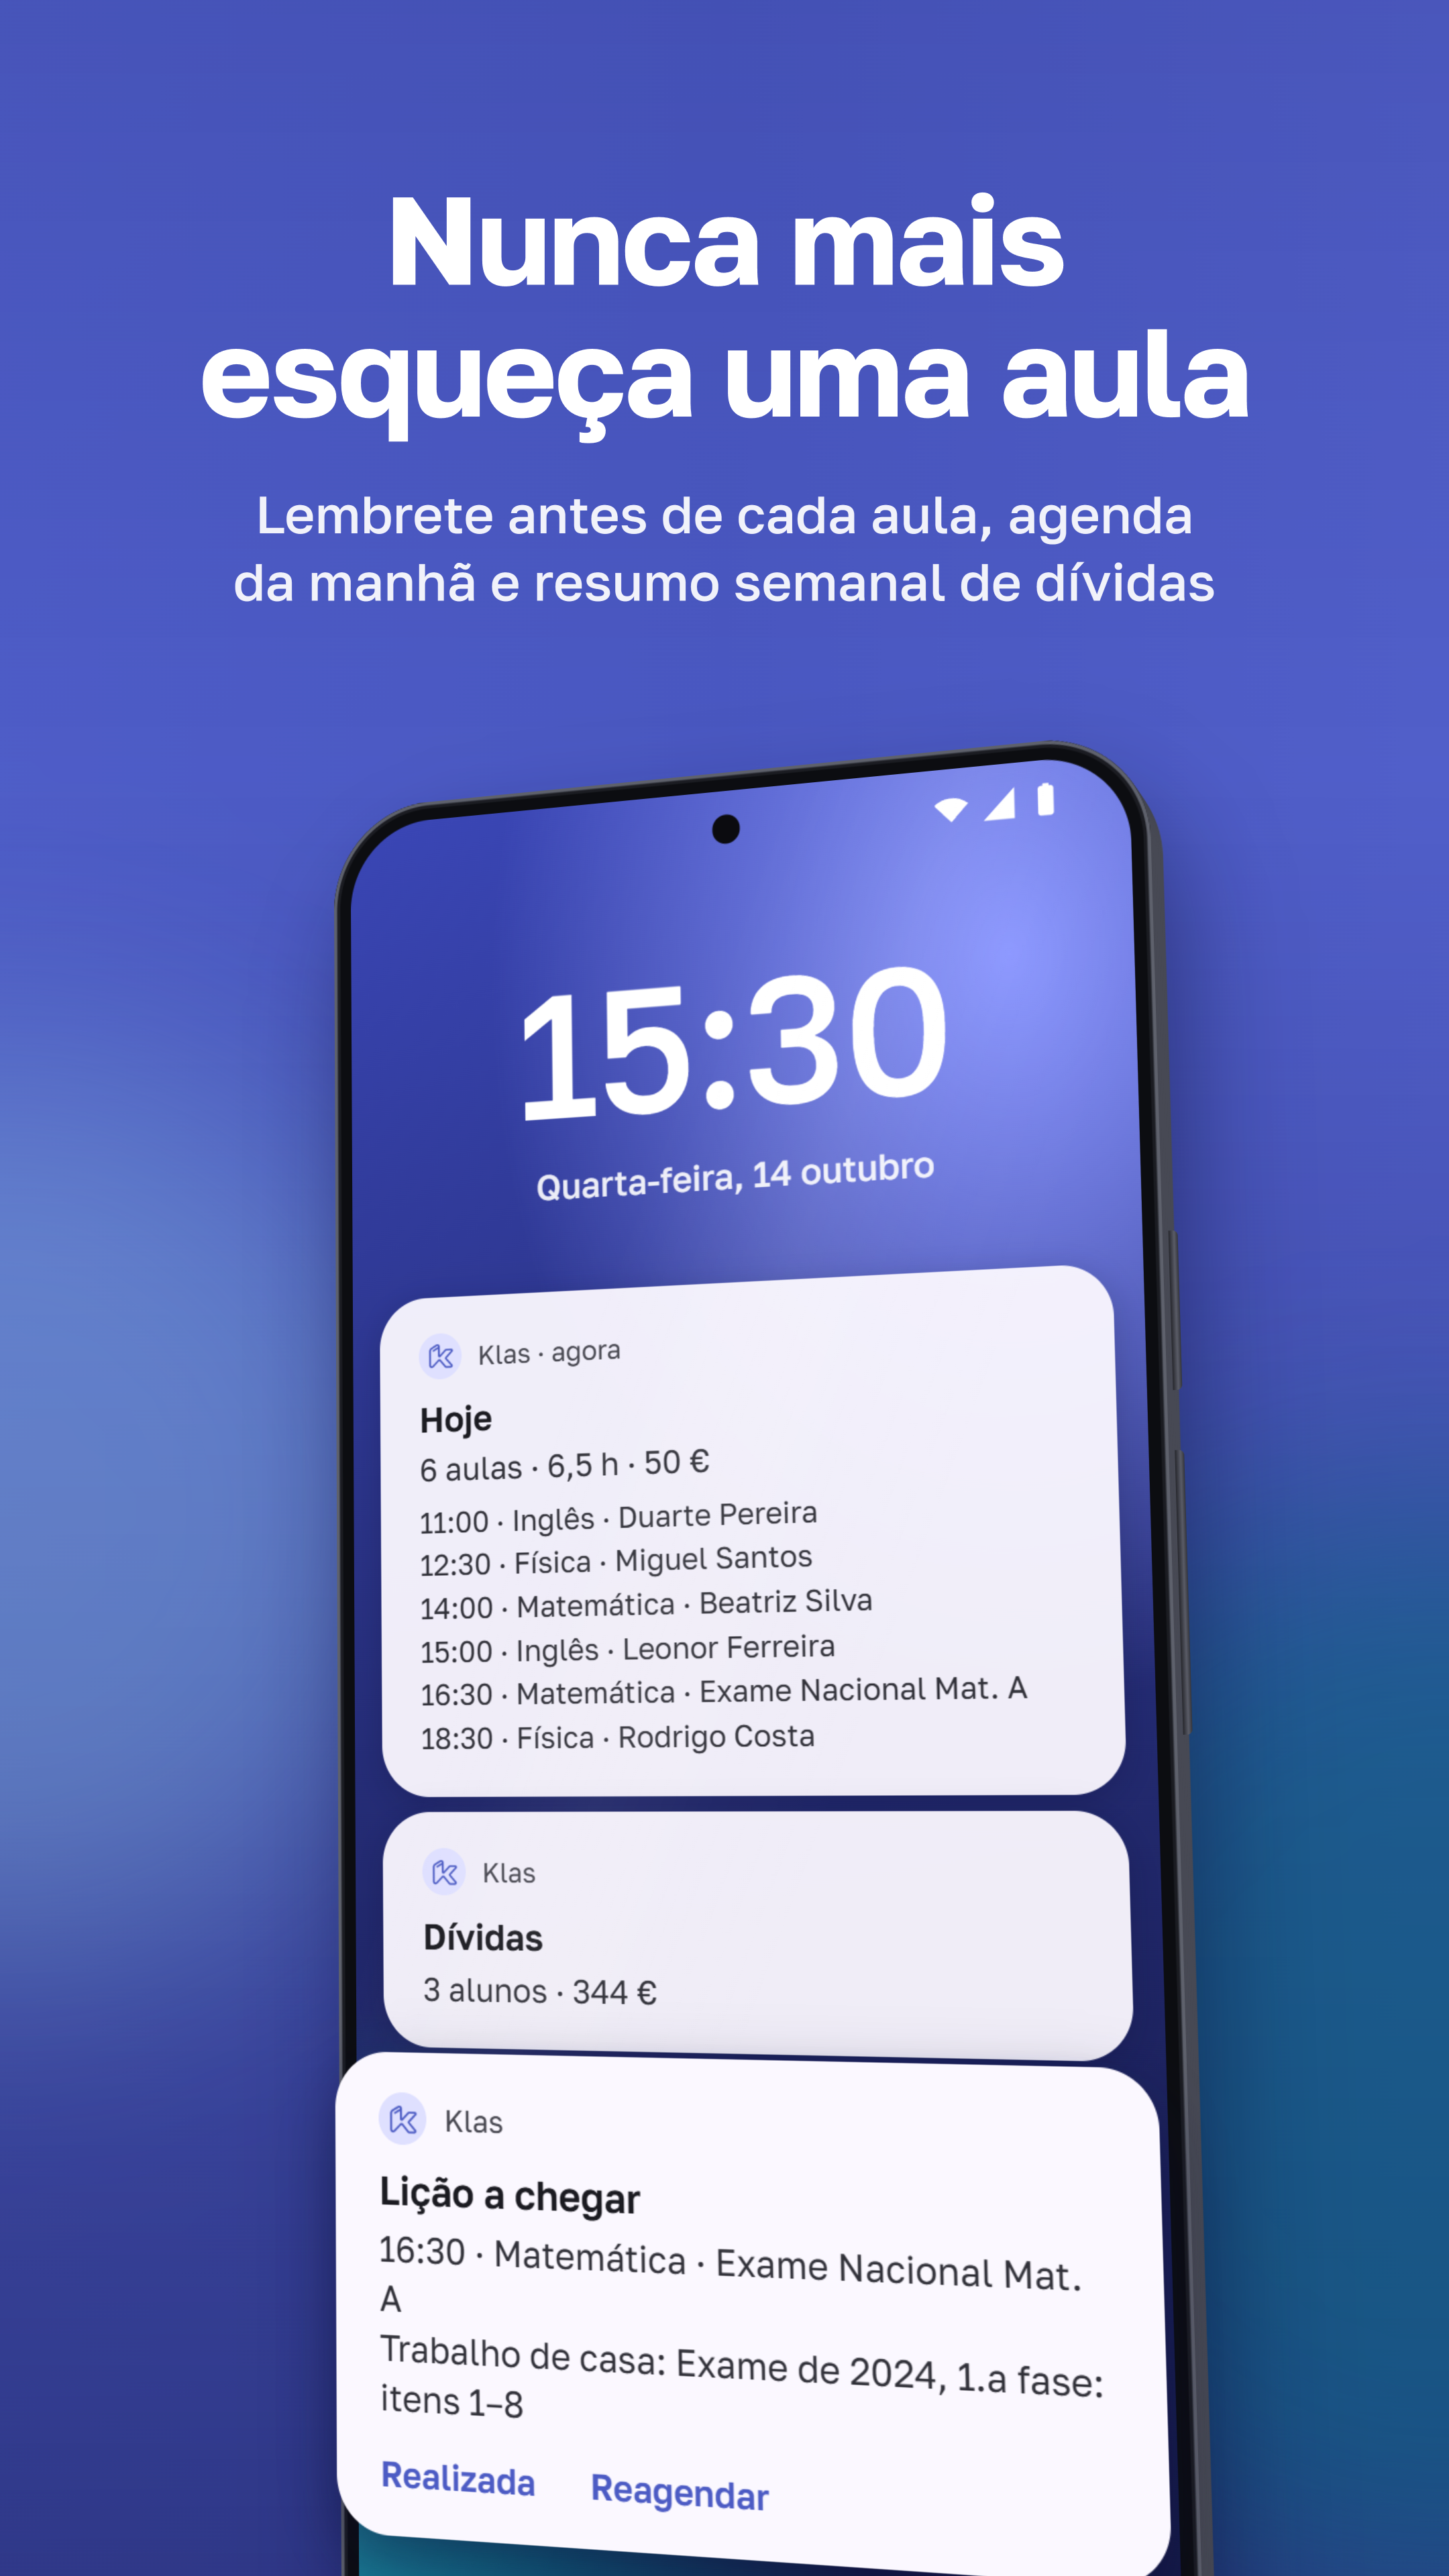 Nunca mais
esqueça uma aula
Lembrete antes de cada aula, agenda
da manhã e resumo semanal de dívidas
15:30
Quarta-feira, 14 outubro
Klas · agora
Hoje
6 aulas · 6,5 h · 50 €
11:00 · Inglês · Duarte Pereira
12:30 · Física · Miguel Santos
14:00 · Matemática · Beatriz Silva
15:00 · Inglês · Leonor Ferreira
16:30 · Matemática · Exame Nacional Mat. A
18:30 · Física · Rodrigo Costa
Klas
Dívidas
3 alunos · 344 €
Klas
Lição a chegar
16:30 · Matemática · Exame Nacional Mat.
A
Trabalho de casa: Exame de 2024, 1.a fase:
itens 1–8
Realizada Reagendar